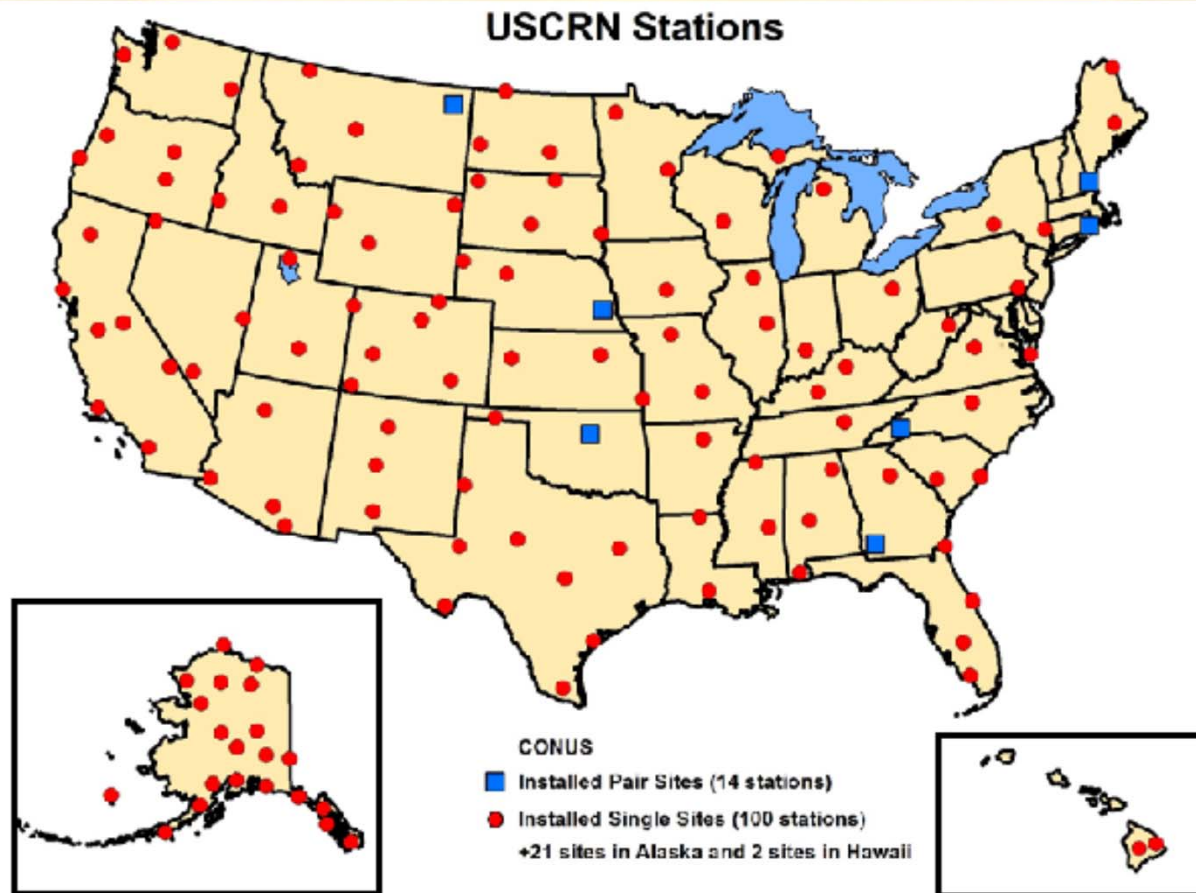 USCRN Stations
CONUS
Installed Pair Sites (14 stations)
Installed Single Sites (100 stations)
+21 sites in Alaska and 2 sites in Hawaii